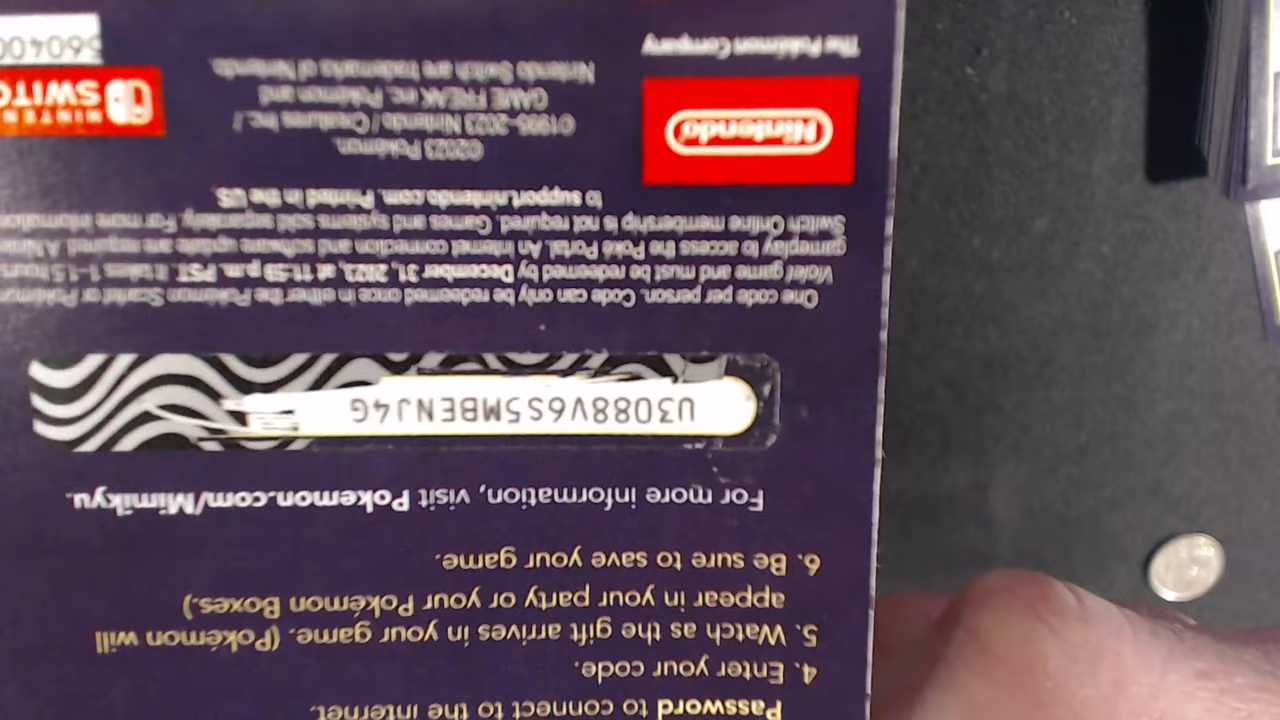 Password to connect to the internet.
4. Enter your code.
5. Watch as the gift arrives in your game. (Pokémon will
appear in your party or your Pokémon Boxes.)
6. Be sure to save your game.
For more information, visit Pokemon.com/Mimikyu.
U3088V6S5MBENJ4G
One code per person. Code can only be redeemed once in either the Pokémon Scarlet or Pokémon
Violet game and must be redeemed by December 31, 2023, at 11:59 p.m. PST. It takes 1–1.5 hours
gameplay to access the Poké Portal. An internet connection and software update are required. A
Switch Online membership is not required. Games and systems sold separately. For more information
to support.nintendo.com. Printed in the US.
©2023 Pokémon.
©1995–2023 Nintendo / Creatures Inc. /
GAME FREAK inc. Pokémon and
Nintendo Switch are trademarks of Nintendo.
Nintendo
The Pokémon Company
NINTEN
SWITC